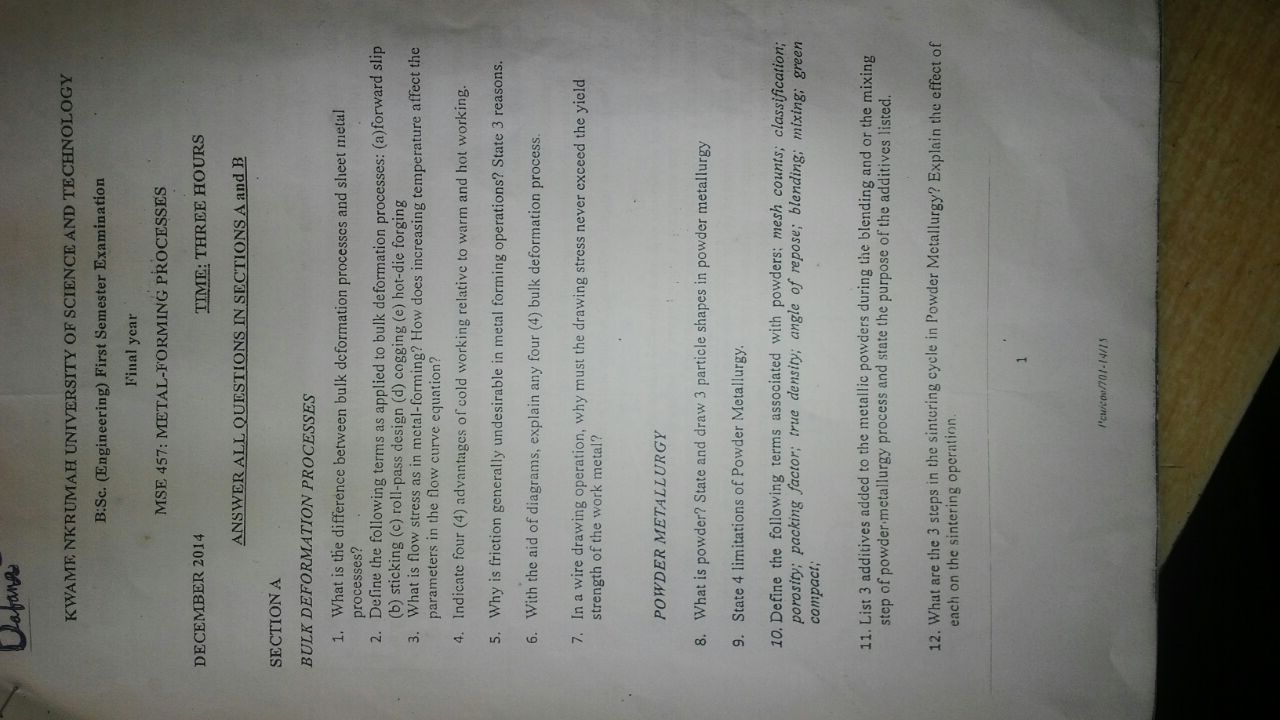 KWAME NKRUMAH UNIVERSITY OF SCIENCE AND TECHNOLOGY
B.Sc. (Engineering) First Semester Examination
Final year
MSE 457: METAL-FORMING PROCESSES
DECEMBER 2014 TIME: THREE HOURS
ANSWER ALL QUESTIONS IN SECTIONS A and B
SECTION A
BULK DEFORMATION PROCESSES
1. What is the difference between bulk deformation processes and sheet metal
processes?
2. Define the following terms as applied to bulk deformation processes: (a)forward slip
(b) sticking (c) roll-pass design (d) cogging (e) hot-die forging
3. What is flow stress as in metal-forming? How does increasing temperature affect the
parameters in the flow curve equation?
4. Indicate four (4) advantages of cold working relative to warm and hot working.
5. Why is friction generally undesirable in metal forming operations? State 3 reasons.
6. With the aid of diagrams, explain any four (4) bulk deformation process.
7. In a wire drawing operation, why must the drawing stress never exceed the yield
strength of the work metal?
POWDER METALLURGY
8. What is powder? State and draw 3 particle shapes in powder metallurgy
9. State 4 limitations of Powder Metallurgy.
10. Define the following terms associated with powders: mesh counts; classification;
porosity; packing factor; true density; angle of repose; blending; mixing; green
compact;
11. List 3 additives added to the metallic powders during the blending and or the mixing
step of powder metallurgy process and state the purpose of the additives listed.
12. What are the 3 steps in the sintering cycle in Powder Metallurgy? Explain the effect of
each on the sintering operation.
1